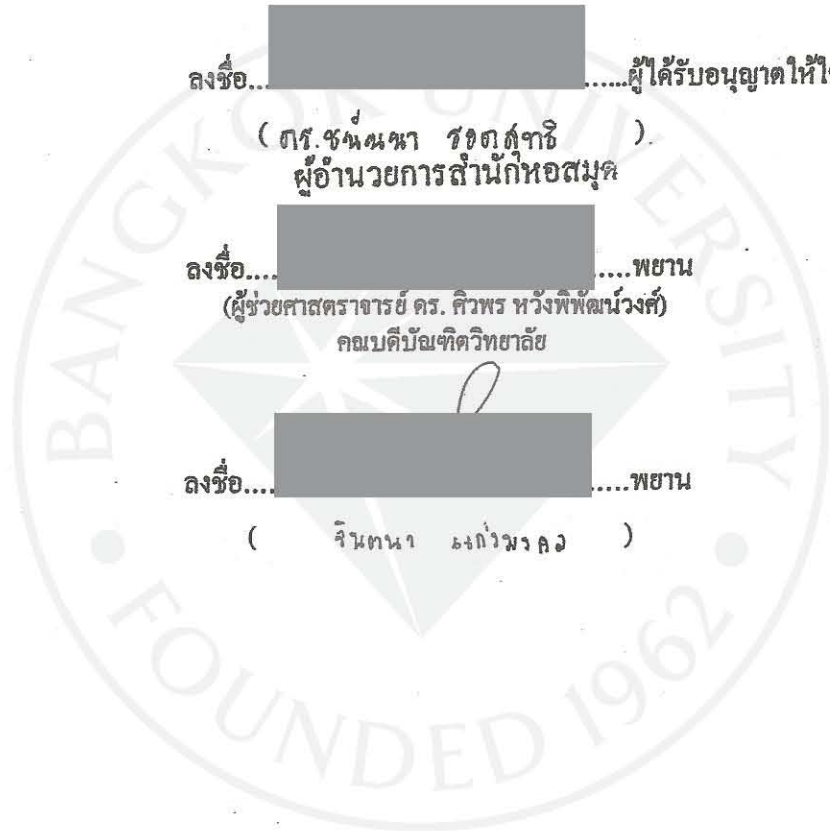 ลงชื่อ........ผู้ได้รับอนุญาตให้ใ
(ดร.ชนัณนา รอดสุทธิ)
ผู้อำนวยการสำนักหอสมุด
ลงชื่อ.........พยาน
(ผู้ช่วยศาสตราจารย์ ดร. ศิวพร หวังพิพัฒน์วงศ์)
คณบดีบัณฑิตวิทยาลัย
ลงชื่อ.........พยาน
( จินตนา แก้วมงคล )
BANGKOK UNIVERSITY
FOUNDED 1962